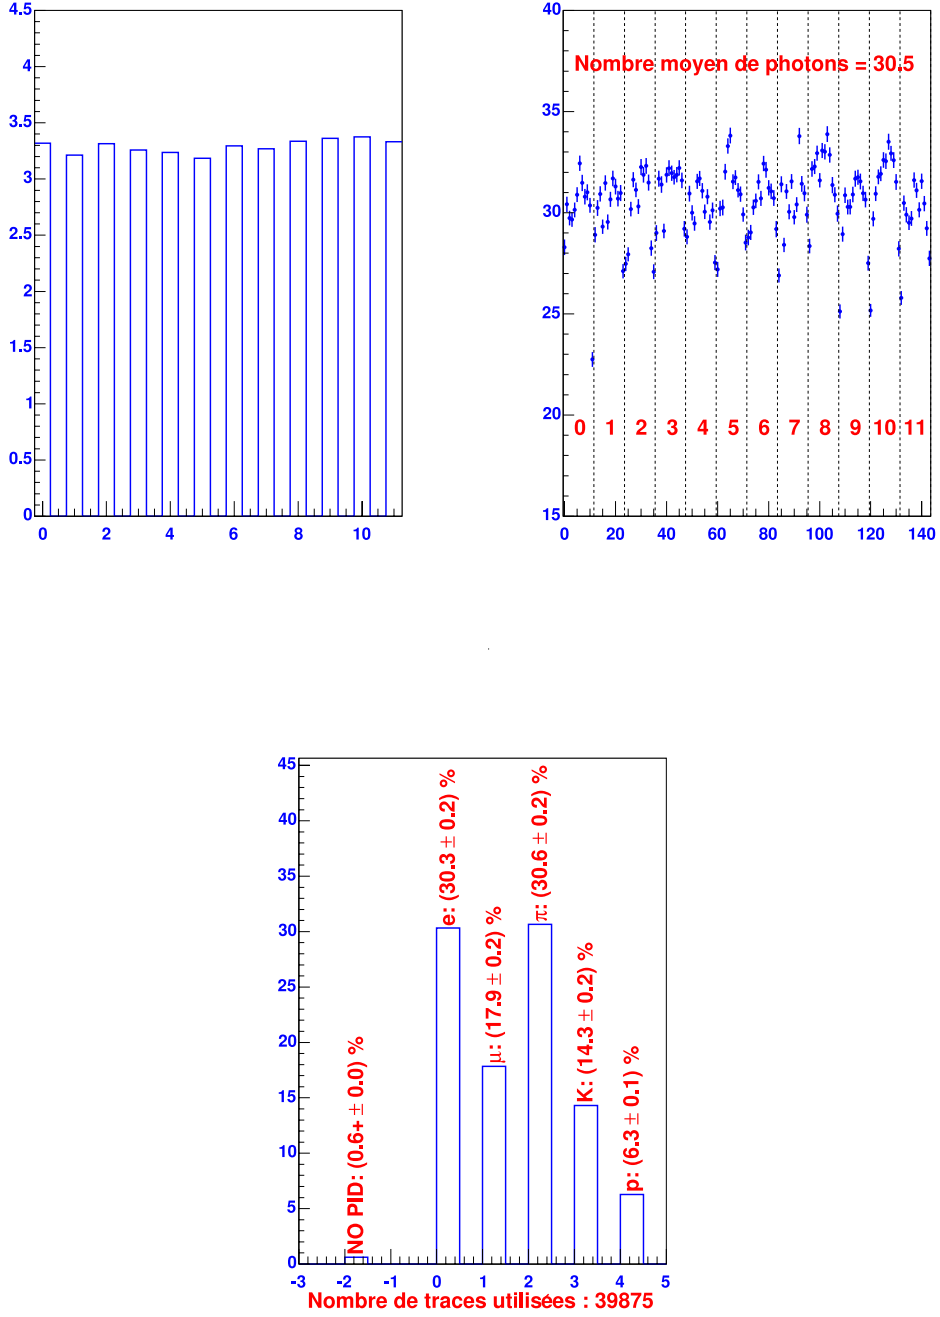 4.5
4
3.5
3
2.5
2
1.5
1
0.5
0
0 2 4 6 8 10
40
35
30
25
20
15
Nombre moyen de photons = 30.5
0 1 2 3 4 5 6 7 8 9 10 11
0 20 40 60 80 100 120 140
45
40
35
30
25
20
15
10
5
0
NO PID: (0.6+ ± 0.0) %
e: (30.3 ± 0.2) %
μ: (17.9 ± 0.2) %
π: (30.6 ± 0.2) %
K: (14.3 ± 0.2) %
p: (6.3 ± 0.1) %
-3 -2 -1 0 1 2 3 4 5
Nombre de traces utilisées : 39875